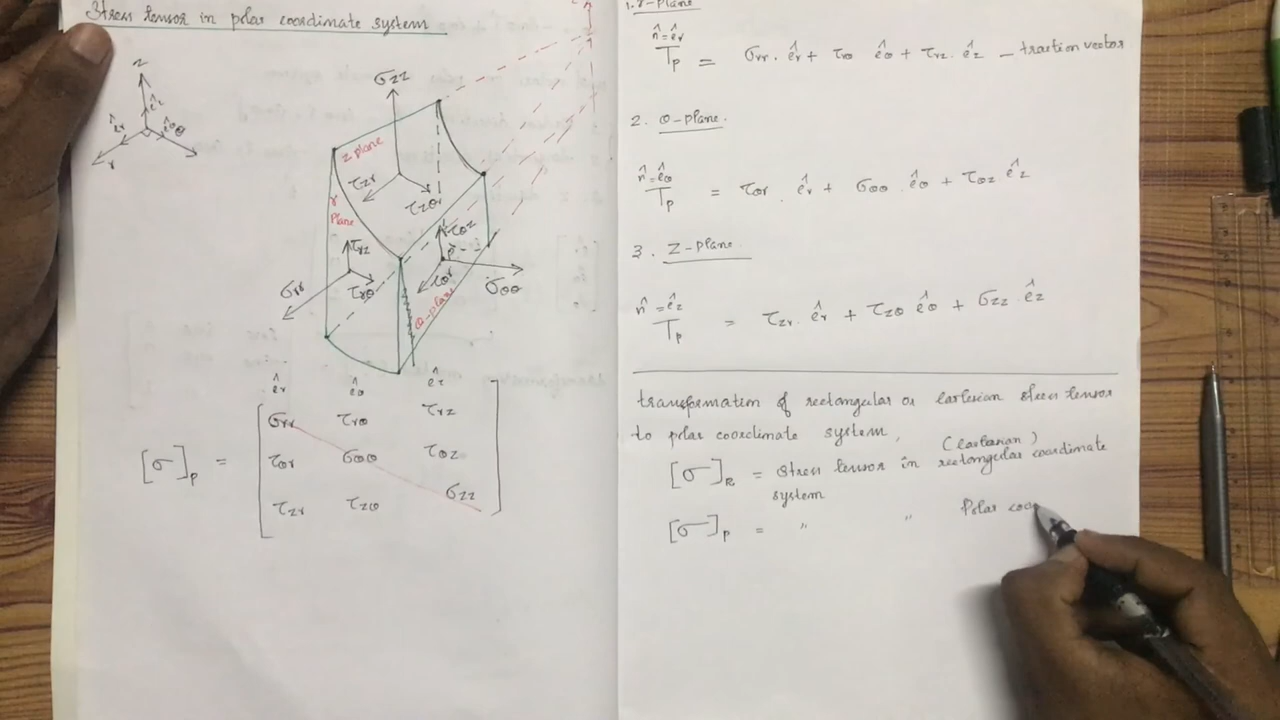 Stress tensor in polar coordinate system
z
êz
êr
êθ
r
σzz
z plane
τzr
τzθ
r plane
τrz
τrθ
σrr
τθz
τθr
σθθ
θ-plane
êr êθ êz
[σ]p =
σrr τrθ τrz
τθr σθθ τθz
τzr τzθ σzz
1. r-plane
n̂=êr
Tp = σrr. êr + τrθ êθ + τrz. êz – traction vector
2. θ-plane.
n̂=êθ
Tp = τθr . êr + σθθ . êθ + τθz êz
3. Z-plane.
n̂ = êz
Tp = τzr. êr + τzθ êθ + σzz . êz
transformation of rectangular or Cartesian stress tensor
to polar coordinate system,
[σ]R = Stress tensor in (Cartesian) rectangular coordinate
system
[σ]p = " " Polar coo